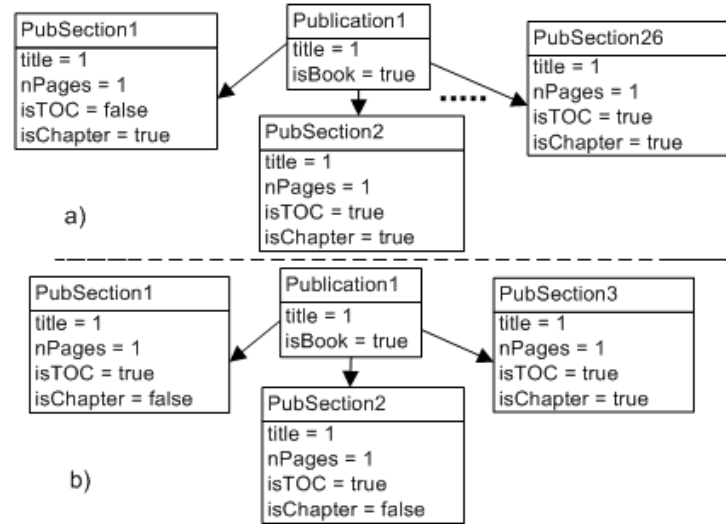 PubSection1
title = 1
nPages = 1
isTOC = false
isChapter = true
Publication1
title = 1
isBook = true
PubSection26
title = 1
nPages = 1
isTOC = true
isChapter = true
PubSection2
title = 1
nPages = 1
isTOC = true
isChapter = true
a)
PubSection1
title = 1
nPages = 1
isTOC = true
isChapter = false
Publication1
title = 1
isBook = true
PubSection3
title = 1
nPages = 1
isTOC = true
isChapter = true
PubSection2
title = 1
nPages = 1
isTOC = true
isChapter = false
b)